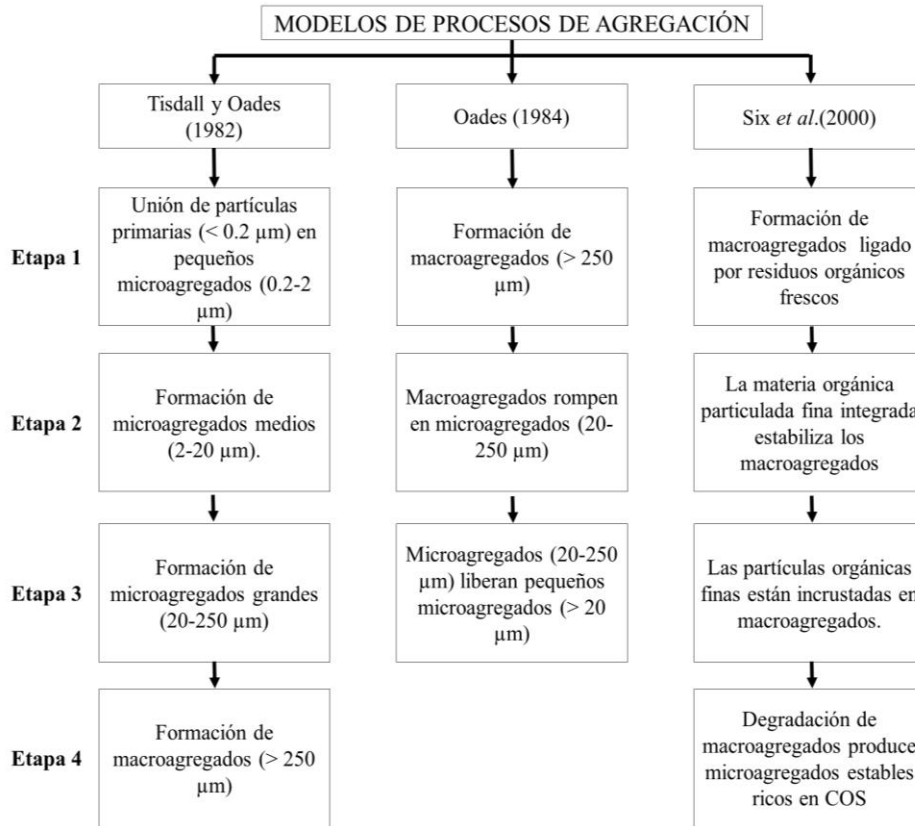 MODELOS DE PROCESOS DE AGREGACIÓN
Tisdall y Oades
(1982)
Oades (1984)
Six et al.(2000)
Etapa 1
Unión de partículas
primarias (< 0.2 µm) en
pequeños
microagregados (0.2-2
µm)
Formación de
macroagregados (> 250
µm)
Formación de
macroagregados ligado
por residuos orgánicos
frescos
Etapa 2
Formación de
microagregados medios
(2-20 µm).
Macroagregados rompen
en microagregados (20-
250 µm)
La materia orgánica
particulada fina integrada
estabiliza los
macroagregados
Etapa 3
Formación de
microagregados grandes
(20-250 µm)
Microagregados (20-250
µm) liberan pequeños
microagregados (> 20
µm)
Las partículas orgánicas
finas están incrustadas en
macroagregados.
Etapa 4
Formación de
macroagregados (> 250
µm)
Degradación de
macroagregados produce
microagregados estables
ricos en COS